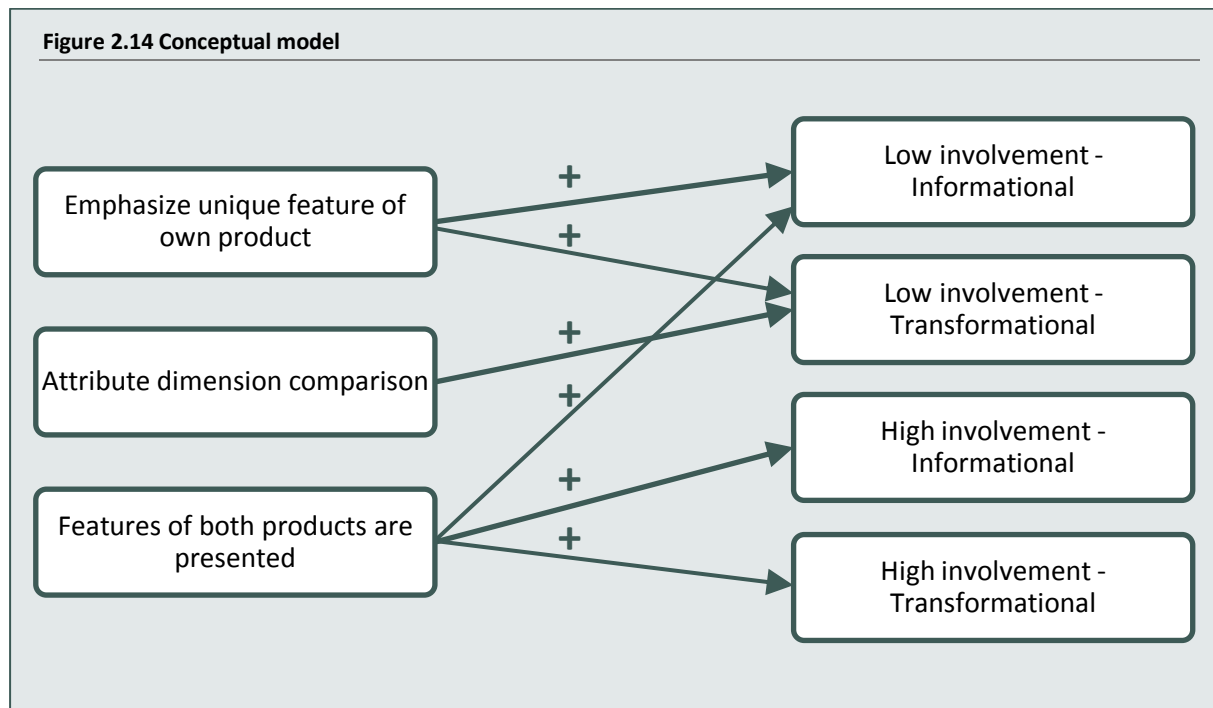 Figure 2.14 Conceptual model
Emphasize unique feature of
own product
Attribute dimension comparison
Features of both products are
presented
+
+
+
+
+
+
Low involvement -
Informational
Low involvement -
Transformational
High involvement -
Informational
High involvement -
Transformational